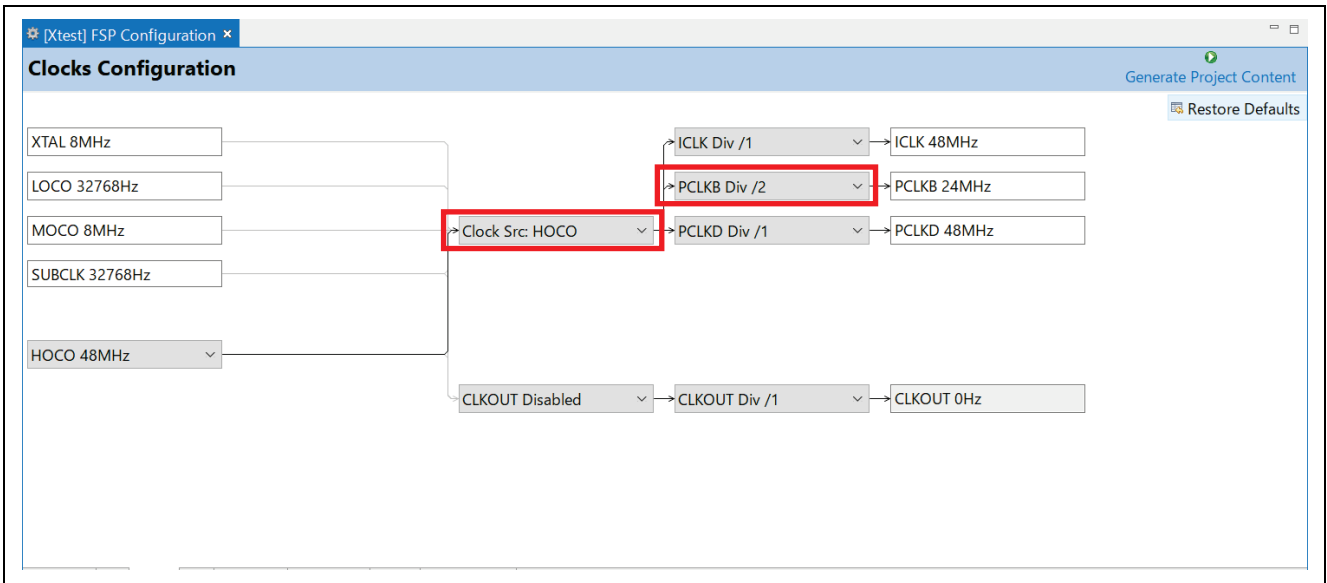 [Xtest] FSP Configuration
Clocks Configuration
Generate Project Content
Restore Defaults
XTAL 8MHz
ICLK Div /1
ICLK 48MHz
LOCO 32768Hz
PCLKB Div /2
PCLKB 24MHz
MOCO 8MHz
Clock Src: HOCO
PCLKD Div /1
PCLKD 48MHz
SUBCLK 32768Hz
HOCO 48MHz
CLKOUT Disabled
CLKOUT Div /1
CLKOUT 0Hz